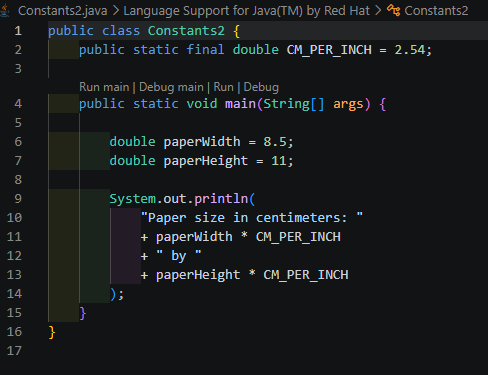 Constants2.java > Language Support for Java(TM) by Red Hat > Constants2
1 public class Constants2 {
2     public static final double CM_PER_INCH = 2.54;
3
Run main | Debug main | Run | Debug
4     public static void main(String[] args) {
5
6         double paperWidth = 8.5;
7         double paperHeight = 11;
8
9         System.out.println(
10             "Paper size in centimeters: "
11             + paperWidth * CM_PER_INCH
12             + " by "
13             + paperHeight * CM_PER_INCH
14         );
15     }
16 }
17